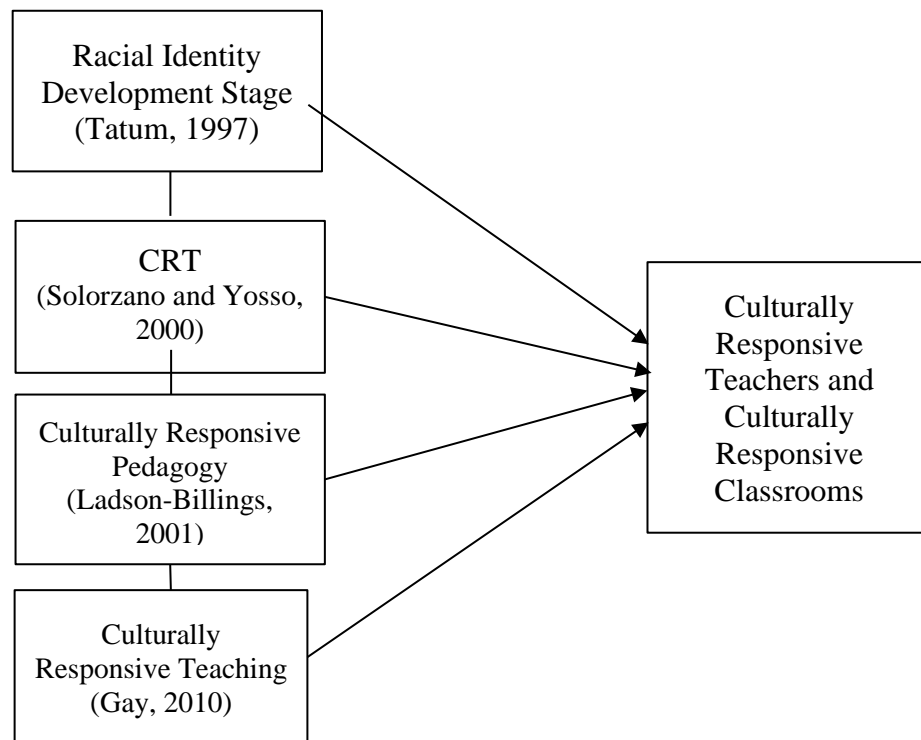 Racial Identity
Development Stage
(Tatum, 1997)
CRT
(Solorzano and Yosso,
2000)
Culturally Responsive
Pedagogy
(Ladson-Billings,
2001)
Culturally
Responsive Teaching
(Gay, 2010)
Culturally
Responsive
Teachers and
Culturally
Responsive
Classrooms